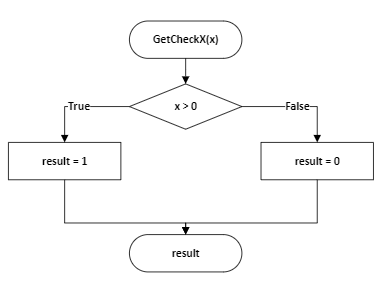 GetCheckX(x)
x > 0
True
False
result = 1
result = 0
result